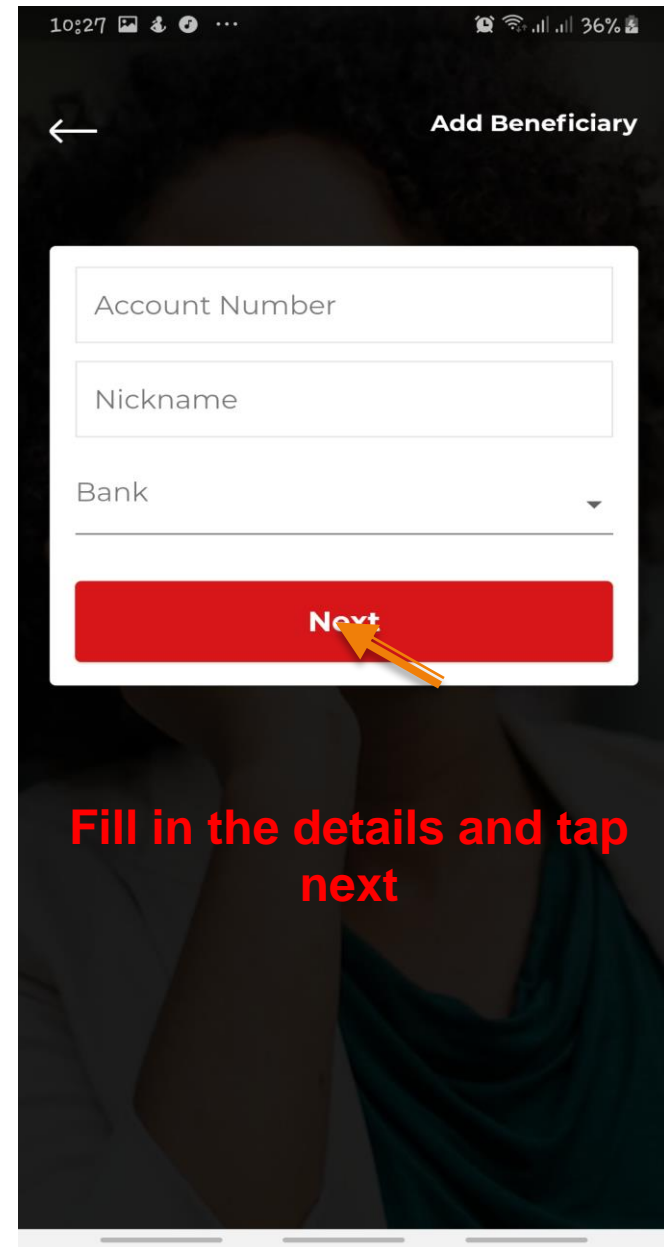 10:27 ... 36%
Add Beneficiary
Account Number
Nickname
Bank
Next
Fill in the details and tap
next